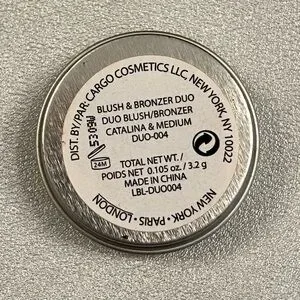 DIST. BY/PAR: CARGO COSMETICS LLC, NEW YORK, NY 10022
BLUSH & BRONZER DUO
DUO BLUSH/BRONZER
CATALINA & MEDIUM
DUO-004
24M
TOTAL NET WT. /
POIDS NET 0.105 oz. / 3.2 g
MADE IN CHINA
LBL-DUO004
NEW YORK • PARIS • LONDON